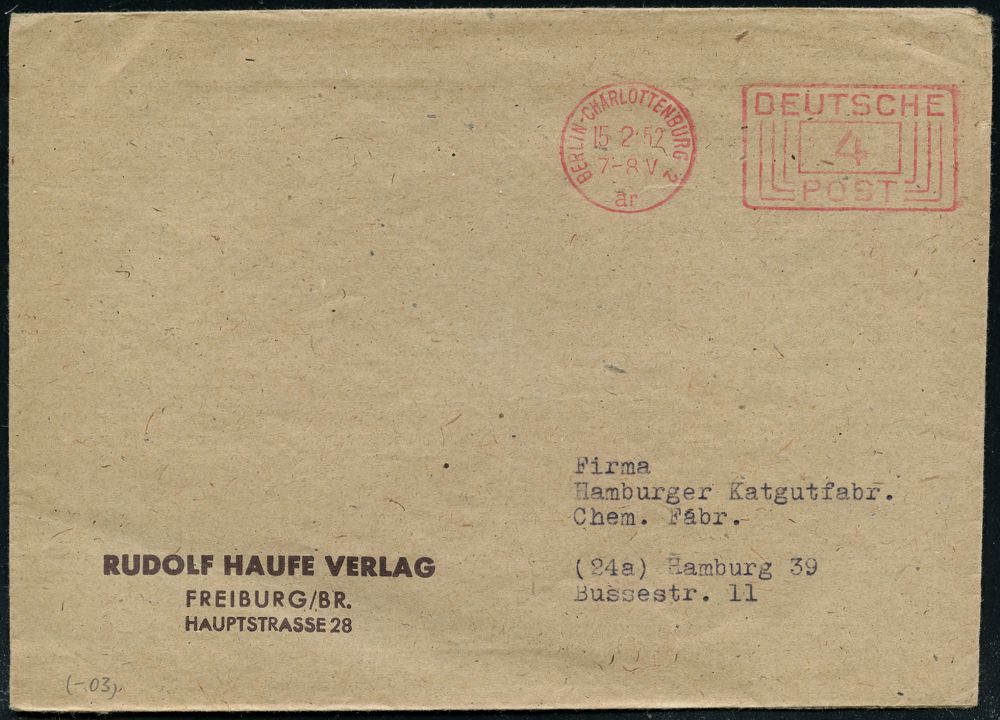 BERLIN-CHARLOTTENBURG 2
15.2.52
7-8 V
ar
DEUTSCHE
4
POST
Firma
Hamburger Katgutfabr.
Chem. Fabr.
(24a) Hamburg 39
Bussestr. 11
RUDOLF HAUFE VERLAG
FREIBURG/BR.
HAUPTSTRASSE 28
(-.03)